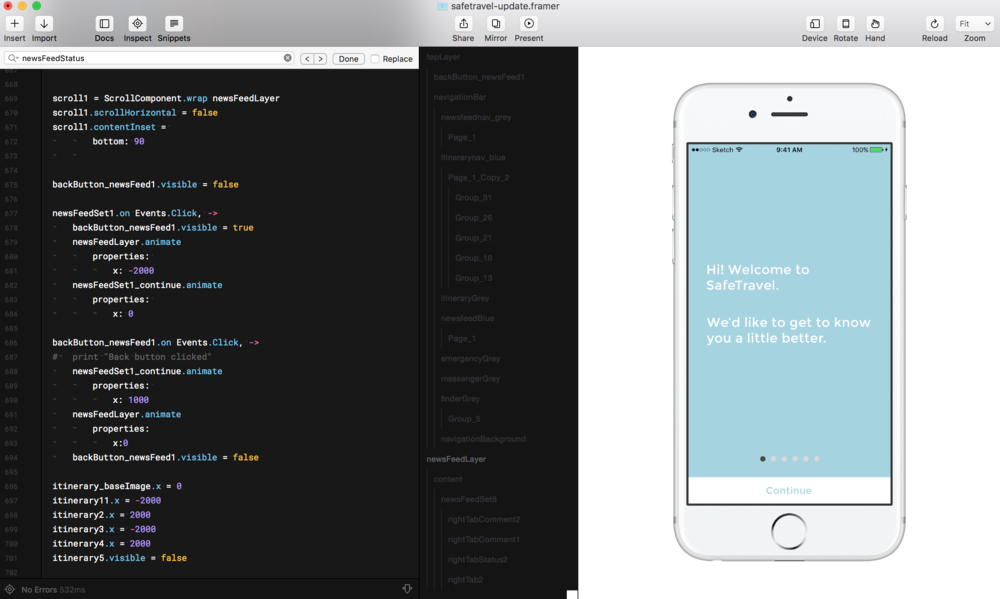 safetravel-update.framer
Insert Import Docs Inspect Snippets Share Mirror Present Device Rotate Hand Reload Fit Zoom
newsFeedStatus Done Replace
667
668
669 scroll1 = ScrollComponent.wrap newsFeedLayer
670 scroll1.scrollHorizontal = false
671 scroll1.contentInset =
672 bottom: 90
673
674
675 backButton_newsFeed1.visible = false
676
677 newsFeedSet1.on Events.Click, ->
678 backButton_newsFeed1.visible = true
679 newsFeedLayer.animate
680 properties:
681 x: -2000
682 newsFeedSet1_continue.animate
683 properties:
684 x: 0
685
686 backButton_newsFeed1.on Events.Click, ->
687 # print "Back button clicked"
688 newsFeedSet1_continue.animate
689 properties:
690 x: 1000
691 newsFeedLayer.animate
692 properties:
693 x:0
694 backButton_newsFeed1.visible = false
695
696 itinerary_baseImage.x = 0
697 itinerary11.x = -2000
698 itinerary2.x = 2000
699 itinerary3.x = -2000
700 itinerary4.x = 2000
701 itinerary5.visible = false
702
No Errors 532ms
topLayer
backButton_newsFeed1
navigationBar
newsfeednav_grey
Page_1
itinerarynav_blue
Page_1_Copy_2
Group_31
Group_26
Group_21
Group_18
Group_13
itineraryGrey
newsfeedBlue
Page_1
emergencyGrey
messengerGrey
finderGrey
Group_5
navigationBackground
newsFeedLayer
content
newsFeedSet8
rightTabComment2
rightTabComment1
rightTabStatus2
rightTab2
Sketch 9:41 AM 100%
Hi! Welcome to
SafeTravel.
We'd like to get to know
you a little better.
Continue